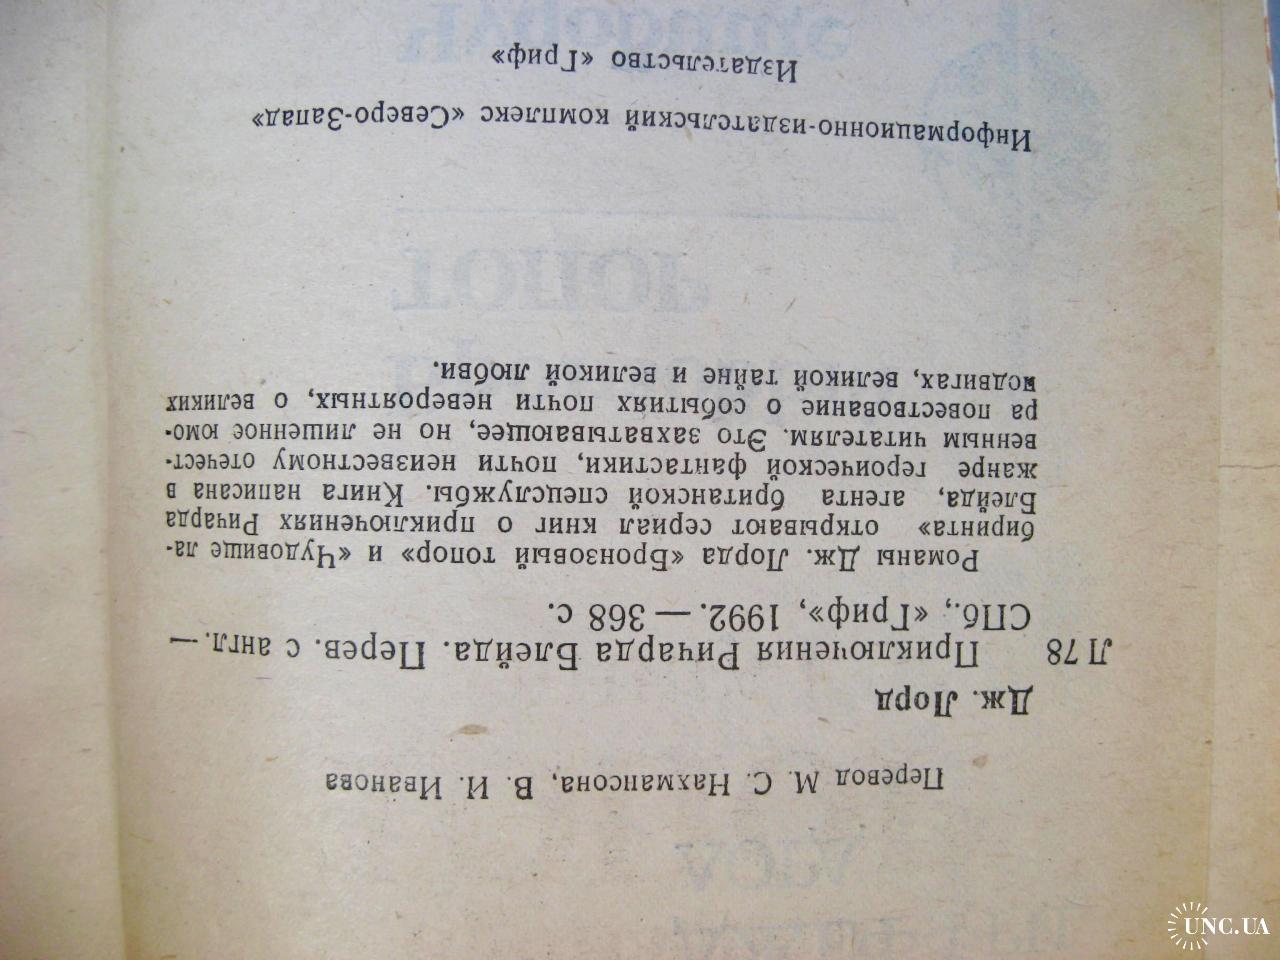 Перевод М. С. Нахмансона, В. И. Иванова
Дж. Лорд
Л 78 Приключения Ричарда Блейда. Перев. с англ. —
СПб., «Гриф», 1992. — 368 с.
Романы Дж. Лорда «Бронзовый топор» и «Чудовище ла-
биринта» открывают сериал книг о приключениях Ричарда
Блейда, агента британской спецслужбы. Книга написана в
жанре героической фантастики, почти неизвестному отечест-
венным читателям. Это захватывающее, но не лишенное юмо-
ра повествование о событиях почти невероятных, о великих
подвигах, великой тайне и великой любви.
Информационно-издательский комплекс «Северо-Запад»
Издательство «Гриф»
UNC.UA